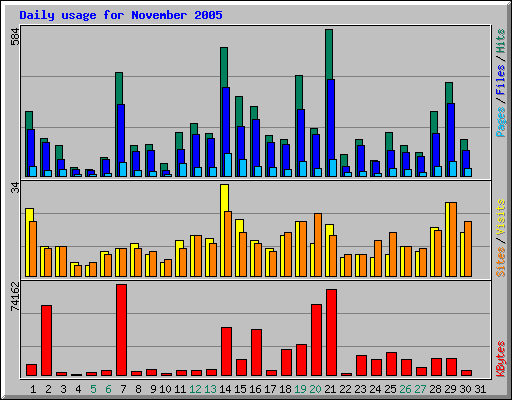 Daily usage for November 2005
584
Pages / Files / Hits
34
Sites / Visits
74162
KBytes
1 2 3 4 5 6 7 8 9 10 11 12 13 14 15 16 17 18 19 20 21 22 23 24 25 26 27 28 29 30 31